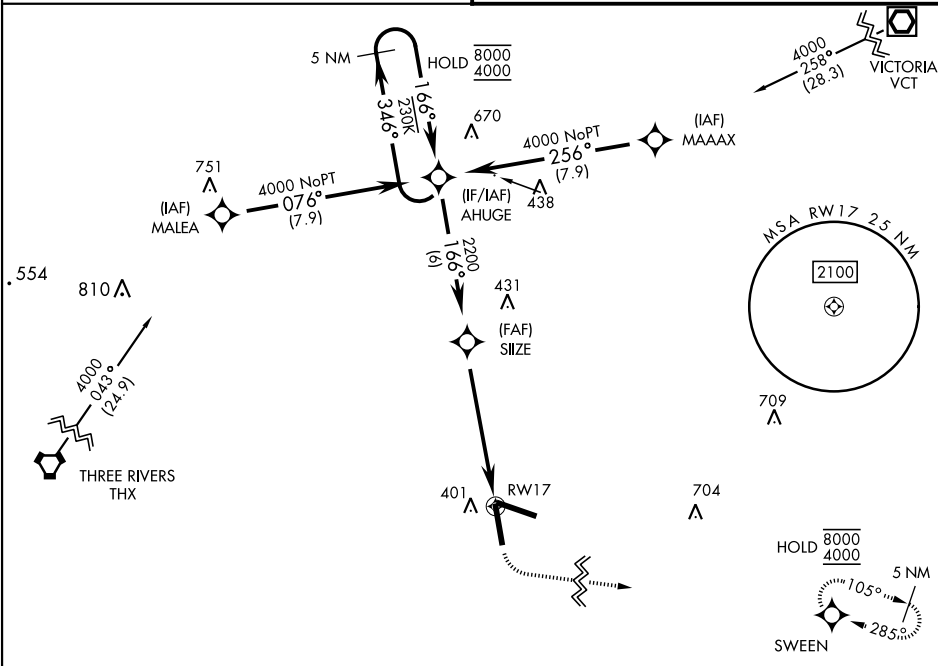 5 NM
HOLD 8000
4000
4000
258°
(28.3)
VICTORIA
VCT
166°
230K
346°
670
(IAF)
MAAAX
4000 NoPT
256°
(7.9)
751
4000 NoPT
076°
(7.9)
(IAF)
MALEA
(IF/IAF)
AHUGE
438
MSA RW17 25 NM
2100
2200
166°
(6)
554
810
431
(FAF)
SIIZE
4000
043°
(24.9)
709
THREE RIVERS
THX
401
RW17
704
HOLD 8000
4000
5 NM
105°
285°
SWEEN